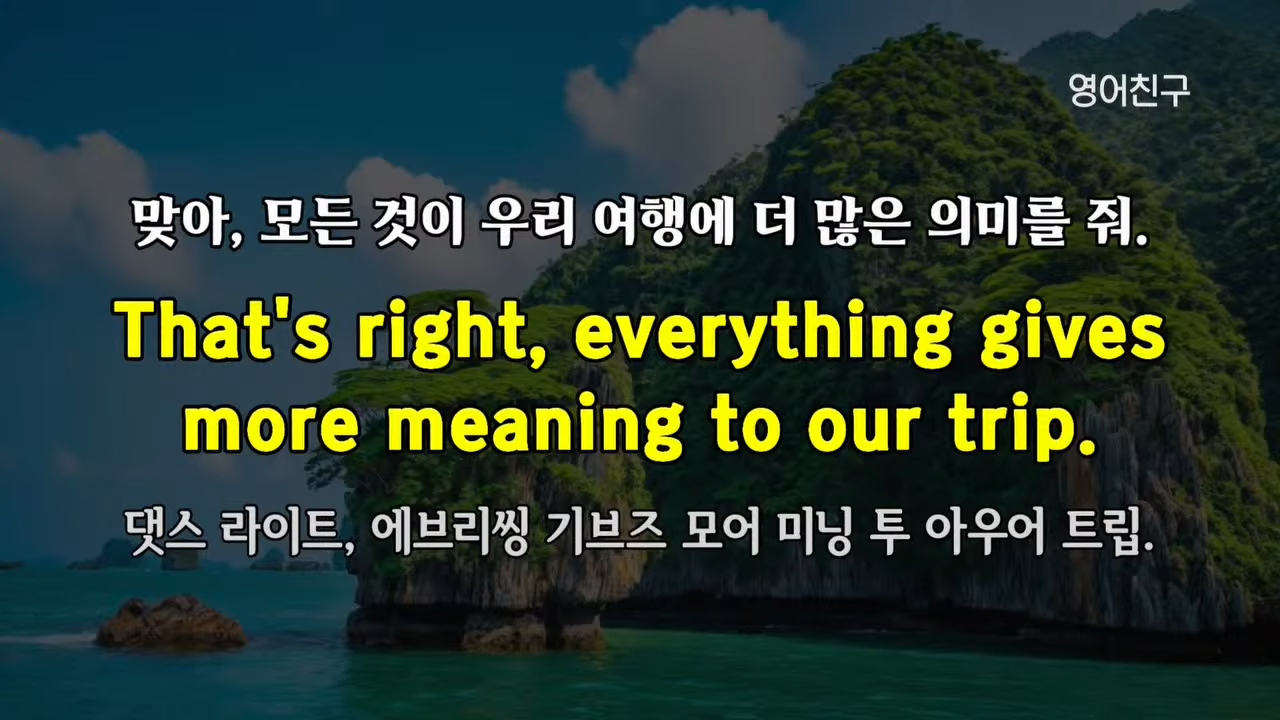 영어친구
맞아, 모든 것이 우리 여행에 더 많은 의미를 줘.
That's right, everything gives
more meaning to our trip.
댓스 라이트, 에브리씽 기브즈 모어 미닝 투 아우어 트립.